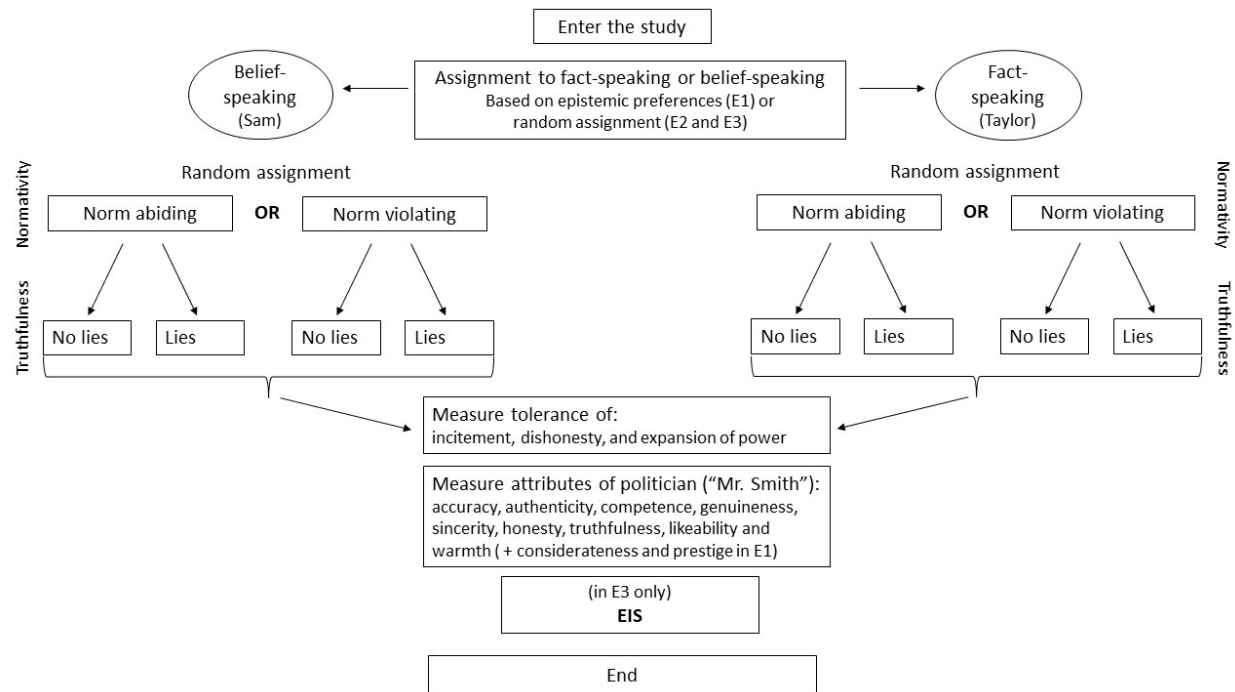 Enter the study
Belief-
speaking
(Sam)
Assignment to fact-speaking or belief-speaking
Based on epistemic preferences (E1) or
random assignment (E2 and E3)
Fact-
speaking
(Taylor)
Normativity
Random assignment
Norm abiding
OR
Norm violating
Random assignment
Norm abiding
OR
Norm violating
Normativity
Truthfulness
No lies
Lies
No lies
Lies
No lies
Lies
No lies
Lies
Truthfulness
Measure tolerance of:
incitement, dishonesty, and expansion of power
Measure attributes of politician (“Mr. Smith”):
accuracy, authenticity, competence, genuineness,
sincerity, honesty, truthfulness, likeability and
warmth ( + considerateness and prestige in E1)
(in E3 only)
EIS
End